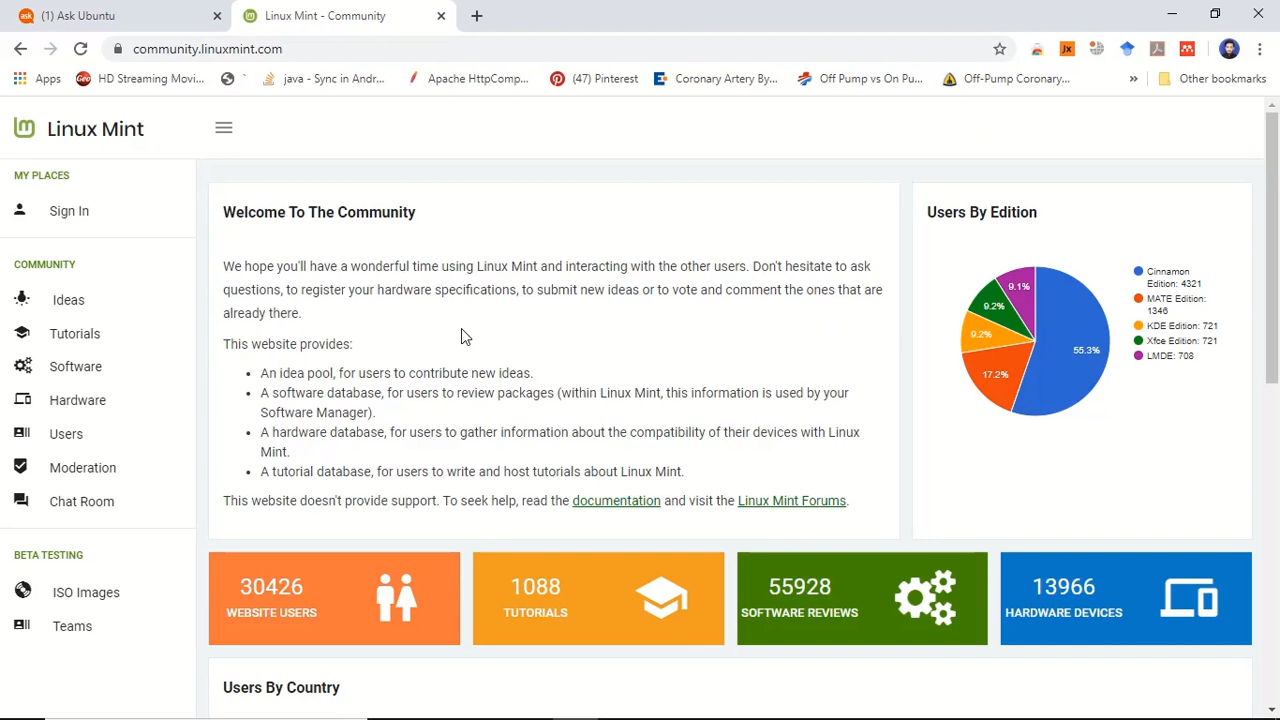 (1) Ask Ubuntu
Linux Mint - Community
community.linuxmint.com
Apps
HD Streaming Movi...
java - Sync in Andr...
Apache HttpComp...
(47) Pinterest
Coronary Artery By...
Off Pump vs On Pu...
Off-Pump Coronary...
Other bookmarks
Linux Mint
MY PLACES
Sign In
COMMUNITY
Ideas
Tutorials
Software
Hardware
Users
Moderation
Chat Room
BETA TESTING
ISO Images
Teams
Welcome To The Community
We hope you'll have a wonderful time using Linux Mint and interacting with the other users. Don't hesitate to ask
questions, to register your hardware specifications, to submit new ideas or to vote and comment the ones that are
already there.
This website provides:
• An idea pool, for users to contribute new ideas.
• A software database, for users to review packages (within Linux Mint, this information is used by your
Software Manager).
• A hardware database, for users to gather information about the compatibility of their devices with Linux
Mint.
• A tutorial database, for users to write and host tutorials about Linux Mint.
This website doesn't provide support. To seek help, read the documentation and visit the Linux Mint Forums.
Users By Edition
55.3%
17.2%
9.2%
9.2%
9.1%
Cinnamon
Edition: 4321
MATE Edition:
1346
KDE Edition: 721
Xfce Edition: 721
LMDE: 708
30426
WEBSITE USERS
1088
TUTORIALS
55928
SOFTWARE REVIEWS
13966
HARDWARE DEVICES
Users By Country